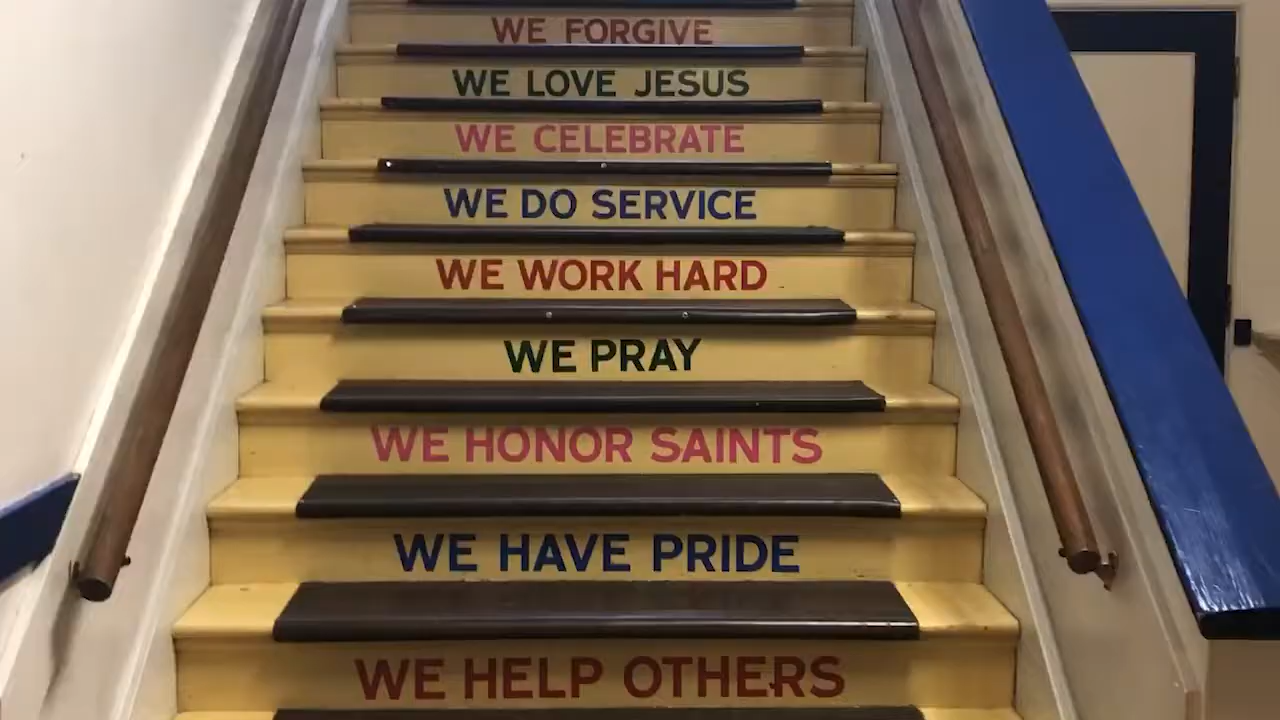 WE FORGIVE
WE LOVE JESUS
WE CELEBRATE
WE DO SERVICE
WE WORK HARD
WE PRAY
WE HONOR SAINTS
WE HAVE PRIDE
WE HELP OTHERS